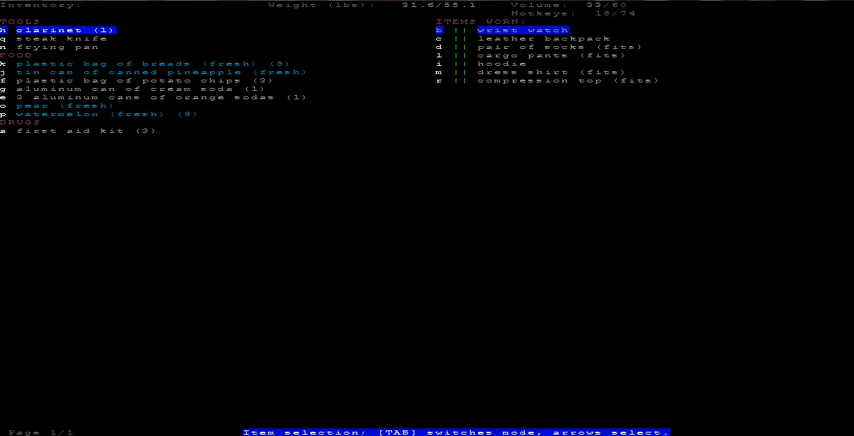 Inventory: Weight (lbs): 31.6/55.1 Volume: 33/60
Hotkeys: 19/74
TOOLS
h clarinet (1)
q steak knife
n frying pan
FOOD
k plastic bag of breads (fresh) (8)
j tin can of canned pineapple (fresh)
f plastic bag of potato chips (3)
g aluminum can of cream soda (1)
e 3 aluminum cans of orange sodas (1)
o pear (fresh)
p watermelon (fresh) (9)
DRUGS
a first aid kit (3)
ITEMS WORN:
b || wrist watch
c || leather backpack
d || pair of socks (fits)
l || cargo pants (fits)
i || hoodie
m || dress shirt (fits)
r || compression top (fits)
Page 1/1 Item selection; [TAB] switches mode, arrows select.